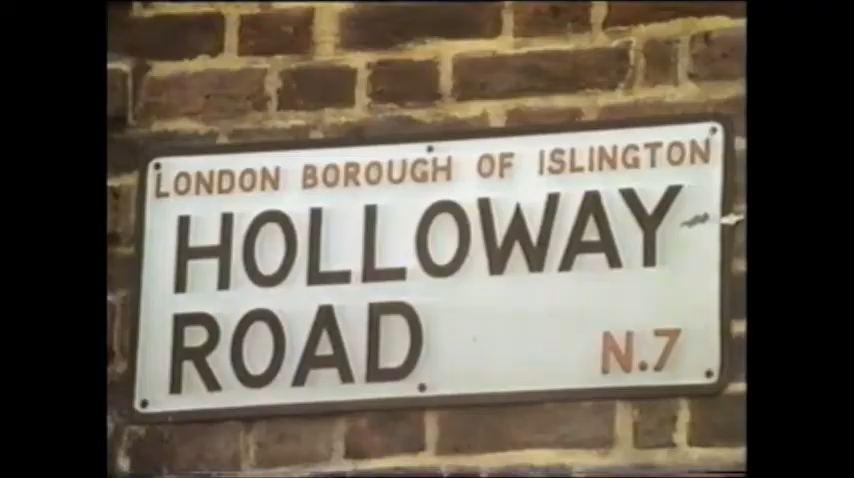 LONDON BOROUGH OF ISLINGTON
HOLLOWAY
ROAD
N.7